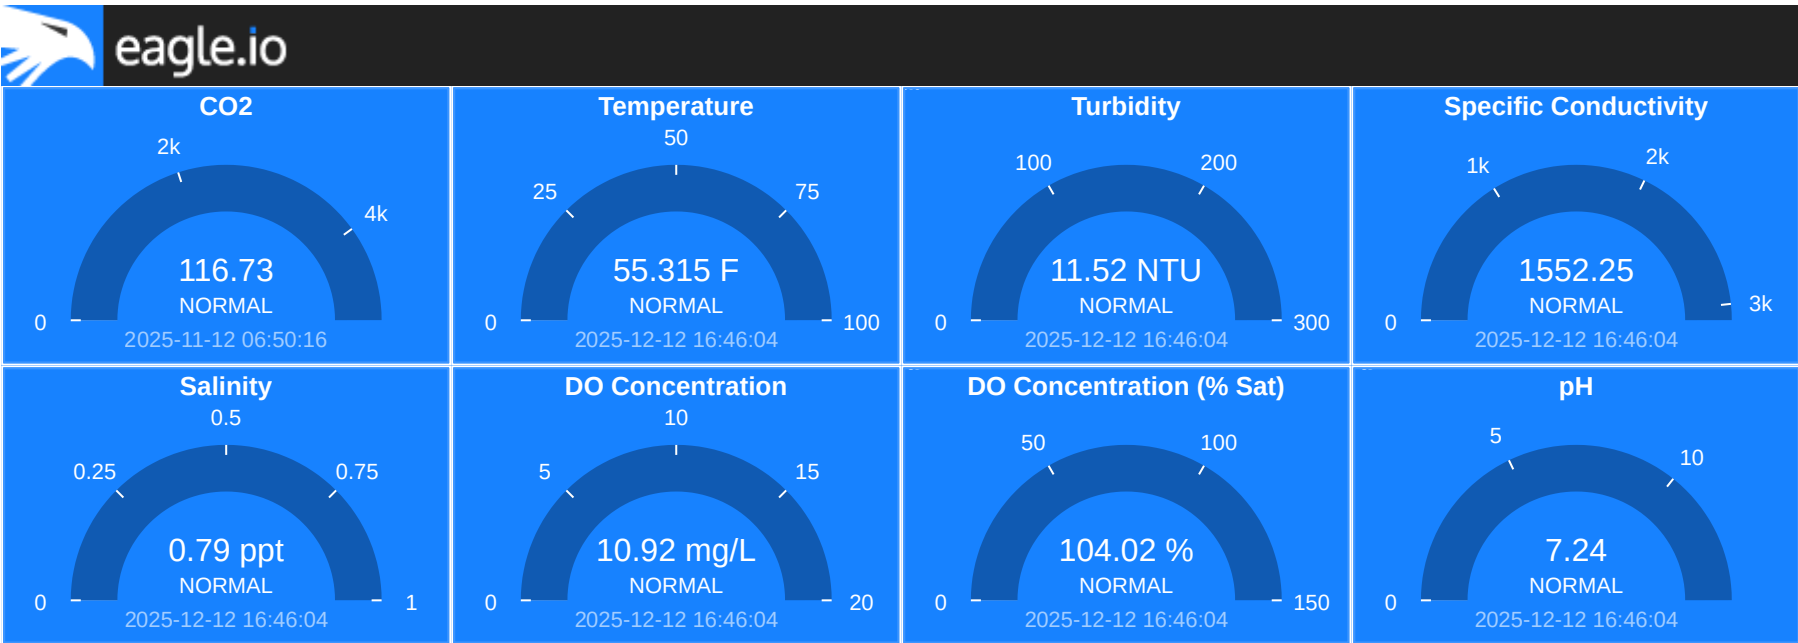 eagle.io
CO2
2k
4k
0
116.73
NORMAL
2025-11-12 06:50:16
Temperature
50
25
75
0
100
55.315 F
NORMAL
2025-12-12 16:46:04
Turbidity
100
200
0
300
11.52 NTU
NORMAL
2025-12-12 16:46:04
Specific Conductivity
1k
2k
0
3k
1552.25
NORMAL
2025-12-12 16:46:04
Salinity
0.5
0.25
0.75
0
1
0.79 ppt
NORMAL
2025-12-12 16:46:04
DO Concentration
10
5
15
0
20
10.92 mg/L
NORMAL
2025-12-12 16:46:04
DO Concentration (% Sat)
50
100
0
150
104.02 %
NORMAL
2025-12-12 16:46:04
pH
5
10
0
7.24
NORMAL
2025-12-12 16:46:04